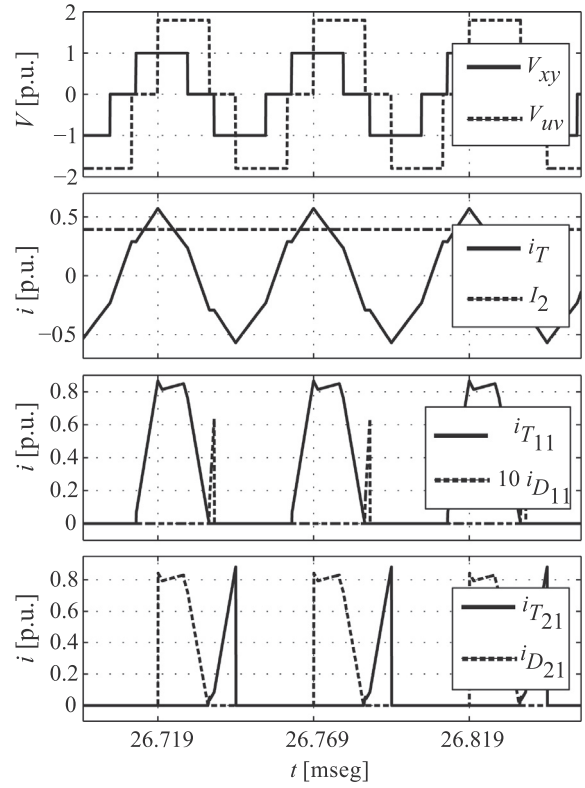 2
1
0
−1
−2
V [p.u.]
V_xy
V_uv
0.5
0
−0.5
i [p.u.]
i_T
I_2
0.8
0.6
0.4
0.2
0
i [p.u.]
i_T11
10 i_D11
0.8
0.6
0.4
0.2
0
i [p.u.]
i_T21
i_D21
26.719 26.769 26.819
t [mseg]